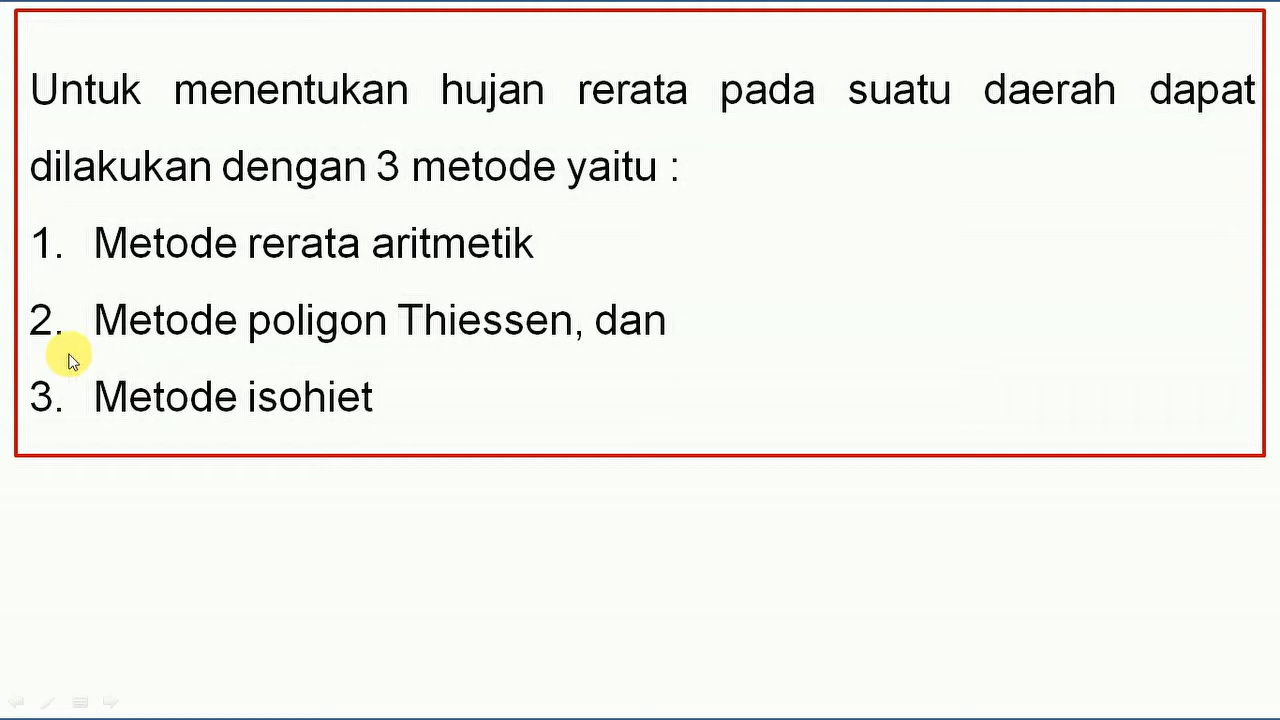 Untuk menentukan hujan rerata pada suatu daerah dapat
dilakukan dengan 3 metode yaitu :
1. Metode rerata aritmetik
2. Metode poligon Thiessen, dan
3. Metode isohiet